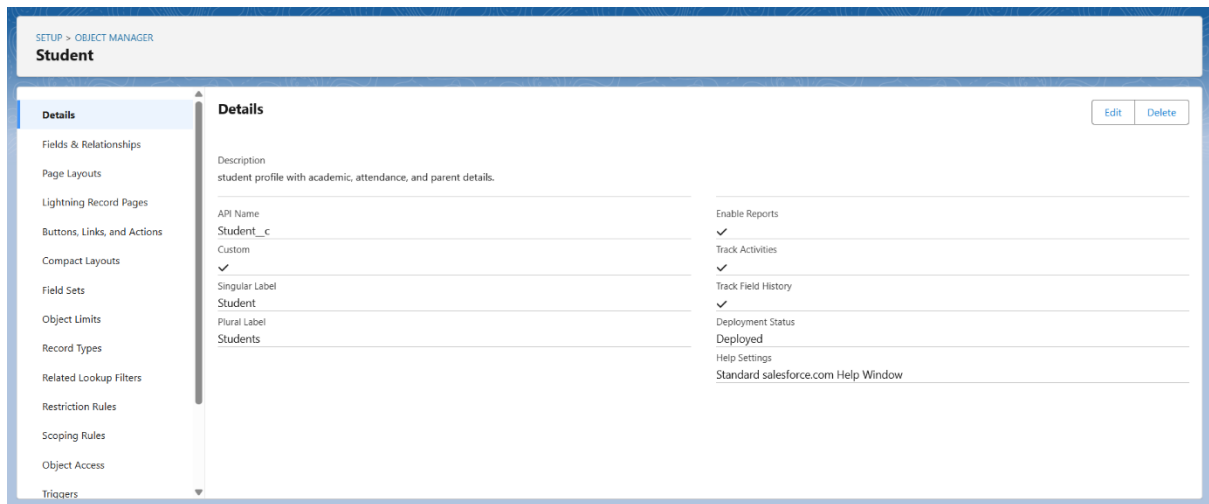 SETUP > OBJECT MANAGER
Student
Details
Fields & Relationships
Page Layouts
Lightning Record Pages
Buttons, Links, and Actions
Compact Layouts
Field Sets
Object Limits
Record Types
Related Lookup Filters
Restriction Rules
Scoping Rules
Object Access
Triggers
Details
Edit
Delete
Description
student profile with academic, attendance, and parent details.
API Name
Student__c
Custom
Singular Label
Student
Plural Label
Students
Enable Reports
Track Activities
Track Field History
Deployment Status
Deployed
Help Settings
Standard salesforce.com Help Window